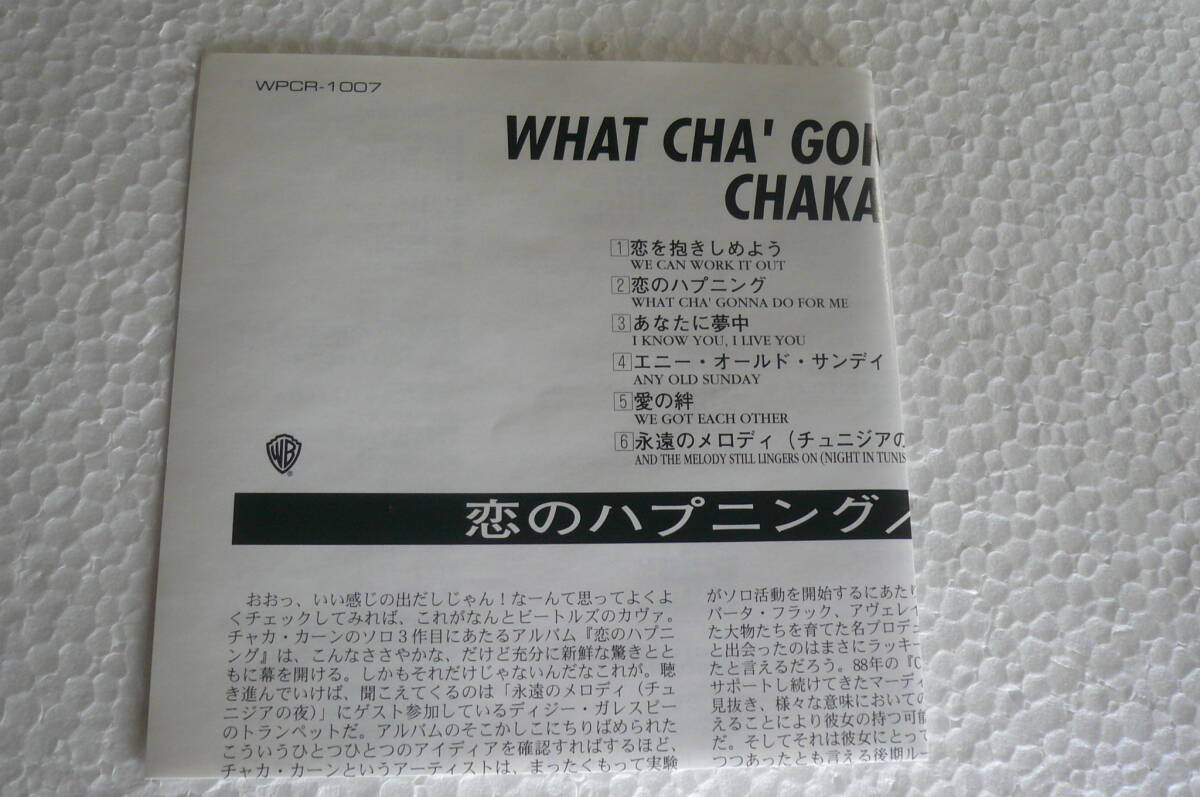 WPCR-1007
WHAT CHA' GON
CHAKA
1 恋を抱きしめよう
WE CAN WORK IT OUT
2 恋のハプニング
WHAT CHA' GONNA DO FOR ME
3 あなたに夢中
I KNOW YOU, I LIVE YOU
4 エニー・オールド・サンデイ
ANY OLD SUNDAY
5 愛の絆
WE GOT EACH OTHER
6 永遠のメロディ（チュニジアの
AND THE MELODY STILL LINGERS ON (NIGHT IN TUNIS
WB
恋のハプニング／
おおっ、いい感じの出だしじゃん！なーんて思ってよくよ
くチェックしてみれば、これがなんとビートルズのカヴァ。
チャカ・カーンのソロ３作目にあたるアルバム『恋のハプニ
ング』は、こんなささやかな、だけど充分に新鮮な驚きとと
もに幕を開ける。しかもそれだけじゃないんだなこれが。聴
き進んでいけば、聞こえてくるのは「永遠のメロディ（チュ
ニジアの夜）」にゲスト参加しているディジー・ガレスピー
のトランペットだ。アルバムのそこかしこにちりばめられた
こういうひとつひとつのアイディアを確認すればするほど、
チャカ・カーンというアーティストは、まったくもって実験
がソロ活動を開始するにあたり
バータ・フラック、アヴェレイ
た大物たちを育てた名プロデュ
と出会ったのはまさにラッキー
たと言えるだろう。88年の『C
サポートし続けてきたマーディ
見抜き、様々な意味においての
えることにより彼女の持つ可能
だ。そしてそれは彼女にとって
つつあったとも言える後期ルー